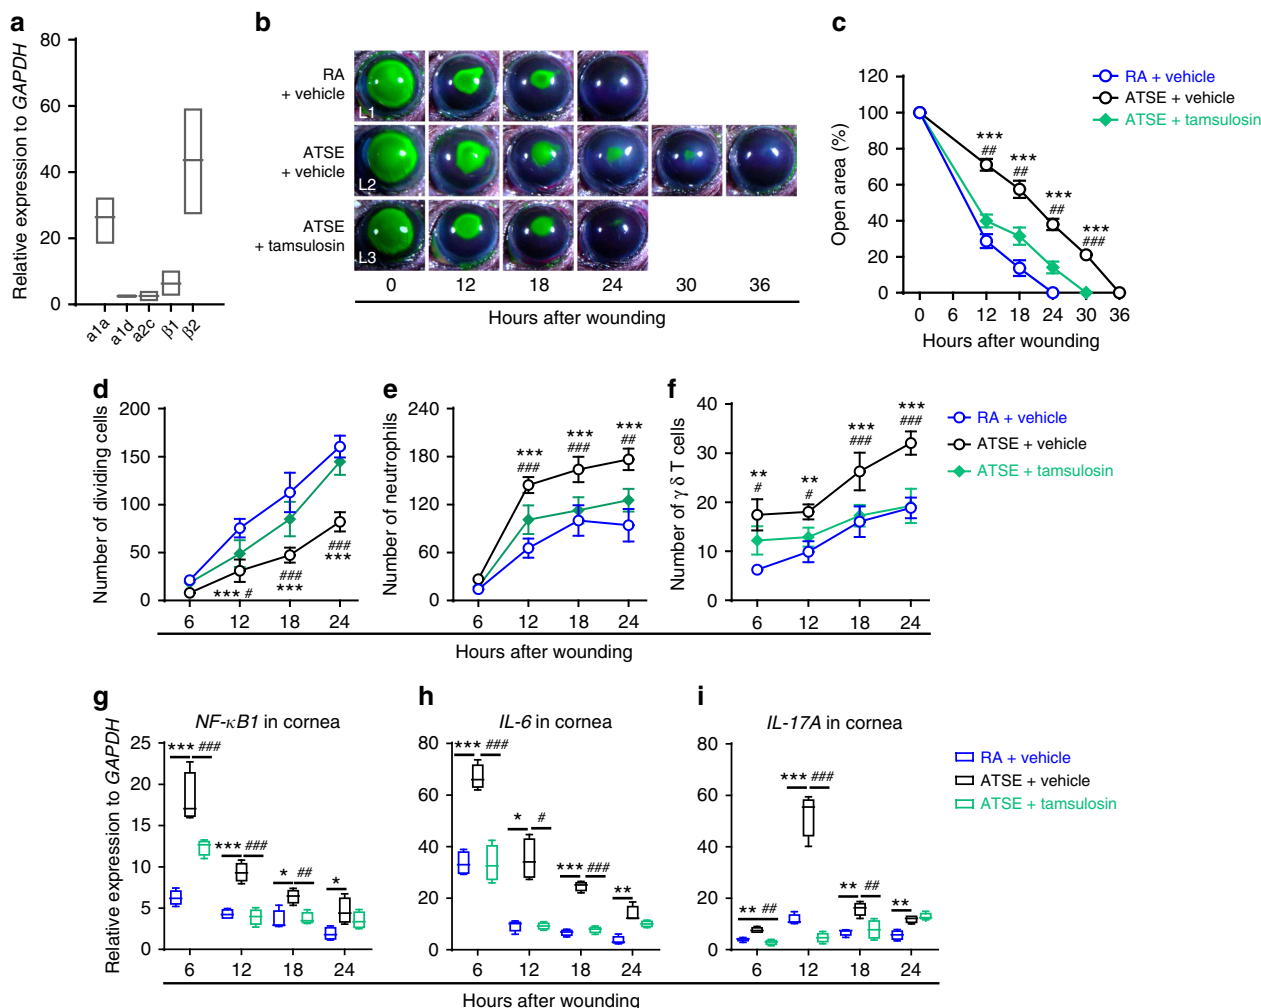 a
Relative expression to GAPDH
80
60
40
20
0
a1a
a1d
a2c
β1
β2
b
RA
+ vehicle
ATSE
+ vehicle
ATSE
+ tamsulosin
L1
L2
L3
0 12 18 24 30 36
Hours after wounding
c
Open area (%)
120
100
80
60
40
20
0
*** ## *** ## *** ## *** ###
0 6 12 18 24 30 36
Hours after wounding
RA + vehicle
ATSE + vehicle
ATSE + tamsulosin
d
Number of dividing cells
200
150
100
50
0
*** # ### *** ### ***
6 12 18 24
e
Number of neutrophils
240
180
120
60
0
*** ### *** ### *** ##
6 12 18 24
f
Number of γ δ T cells
40
30
20
10
0
** # ** # *** ### *** ###
6 12 18 24
RA + vehicle
ATSE + vehicle
ATSE + tamsulosin
Hours after wounding
g
NF-κB1 in cornea
Relative expression to GAPDH
25
20
15
10
5
0
*** ### *** ### * ## *
6 12 18 24
h
IL-6 in cornea
80
60
40
20
0
*** ### * # *** ### **
6 12 18 24
i
IL-17A in cornea
80
60
40
20
0
** ## *** ### ** ## **
6 12 18 24
RA + vehicle
ATSE + vehicle
ATSE + tamsulosin
Hours after wounding